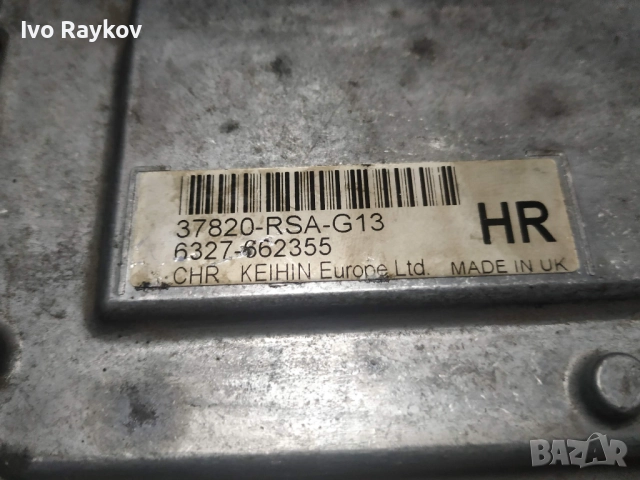 Ivo Raykov
37820-RSA-G13
6327-662355
HR
CHR KEIHIN Europe Ltd. MADE IN UK
BAZAR